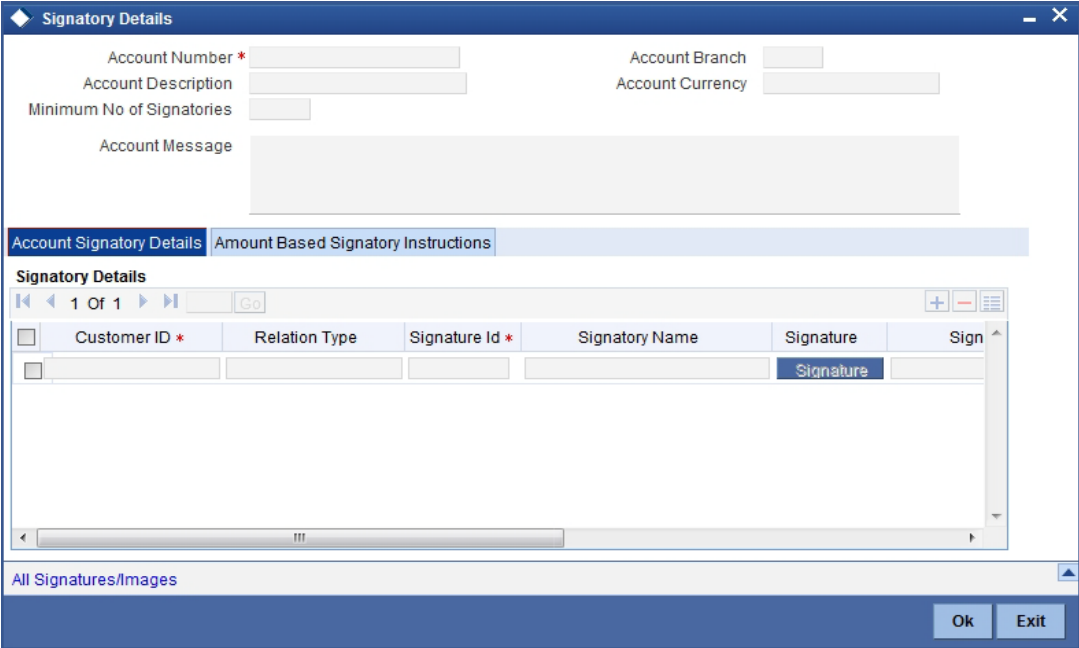 Signatory Details
Account Number * Account Branch
Account Description Account Currency
Minimum No of Signatories
Account Message
Account Signatory Details Amount Based Signatory Instructions
Signatory Details
1 Of 1 Go
Customer ID * Relation Type Signature Id * Signatory Name Signature Sign
Signature
All Signatures/Images
Ok Exit